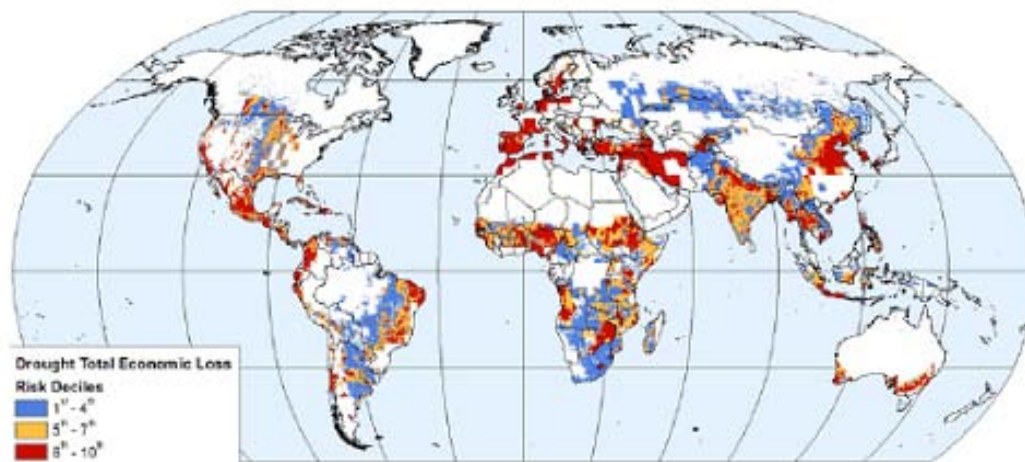 Drought Total Economic Loss
Risk Deciles
1st - 4th
5th - 7th
8th - 10th